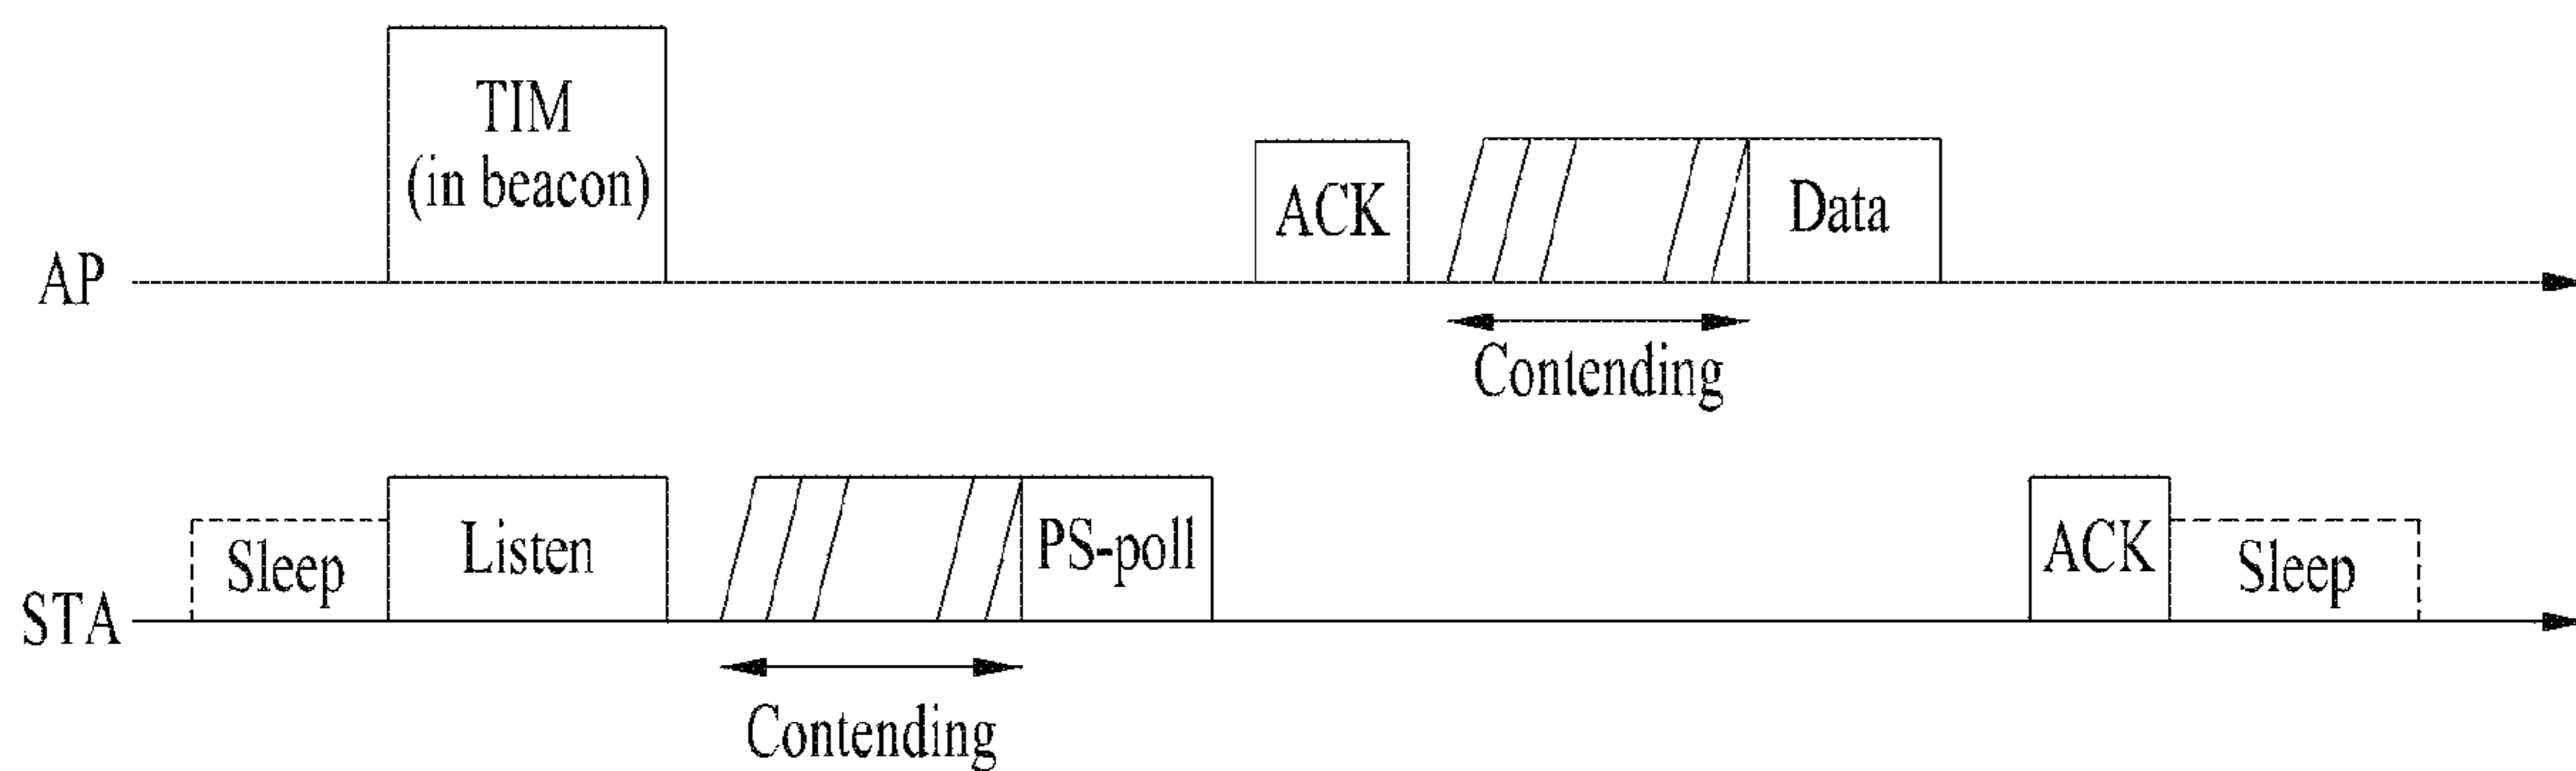 TIM
(in beacon)
ACK
Data
AP
Contending
Sleep
Listen
PS-poll
ACK
Sleep
STA
Contending